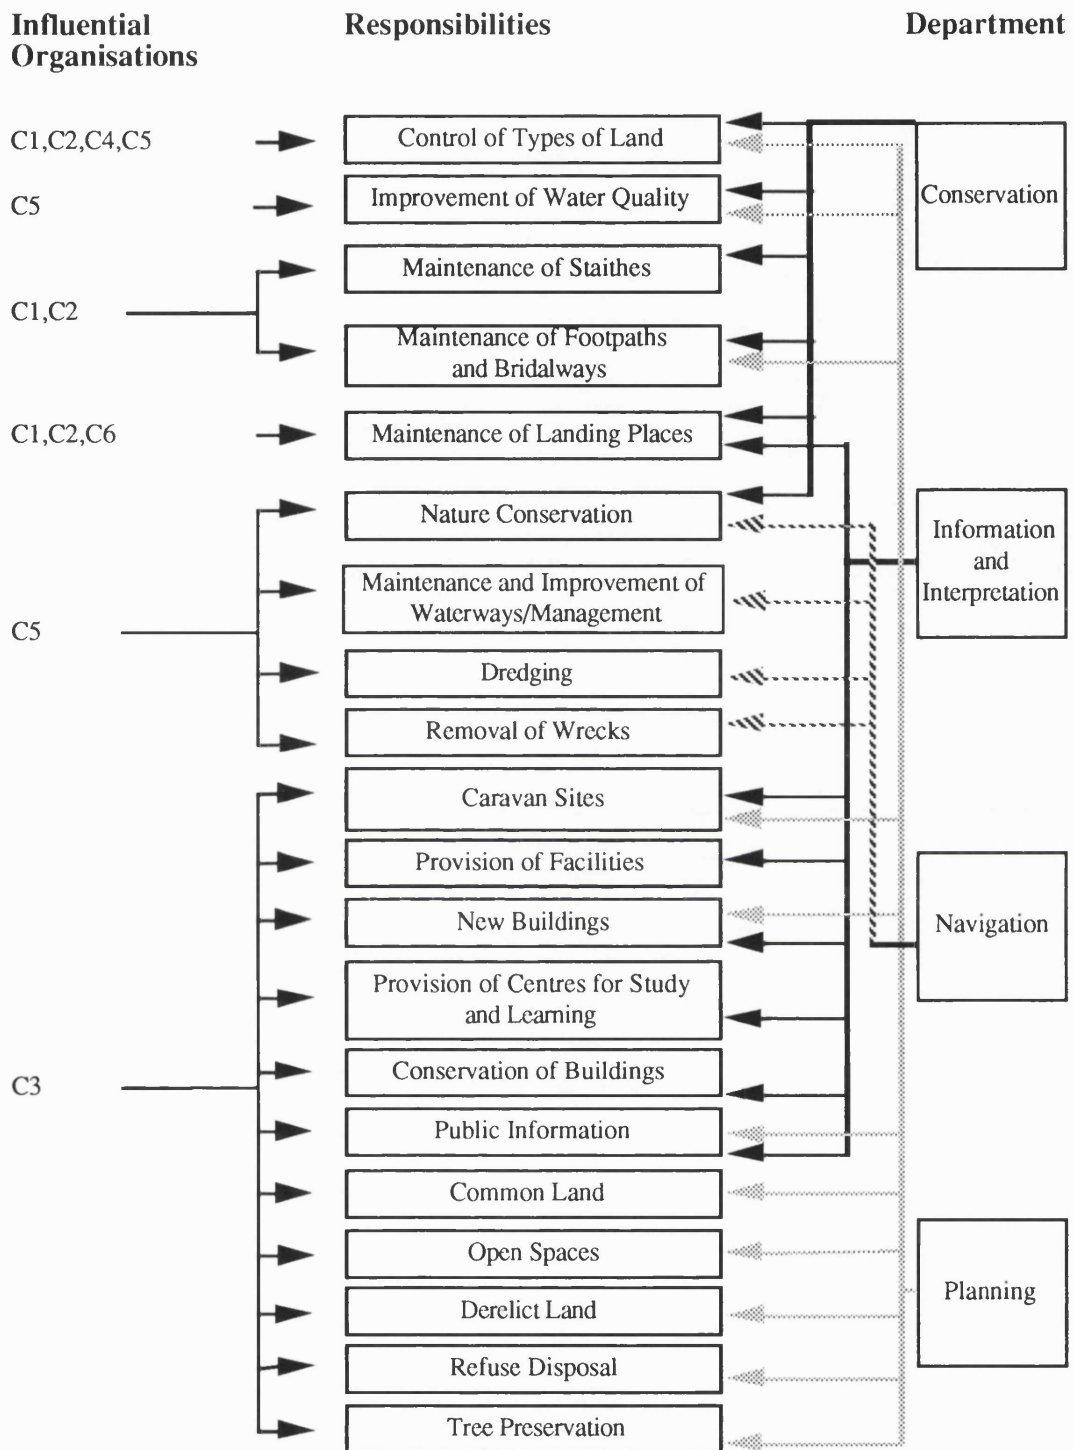 Influential Organisations
Responsibilities
Department
C1,C2,C4,C5
Control of Types of Land
Conservation
C5
Improvement of Water Quality
Maintenance of Staithes
C1,C2
Maintenance of Footpaths
and Bridalways
C1,C2,C6
Maintenance of Landing Places
Nature Conservation
Information
and
Interpretation
Maintenance and Improvement of
Waterways/Management
C5
Dredging
Removal of Wrecks
Caravan Sites
Provision of Facilities
New Buildings
Navigation
Provision of Centres for Study
and Learning
C3
Conservation of Buildings
Public Information
Common Land
Open Spaces
Planning
Derelict Land
Refuse Disposal
Tree Preservation